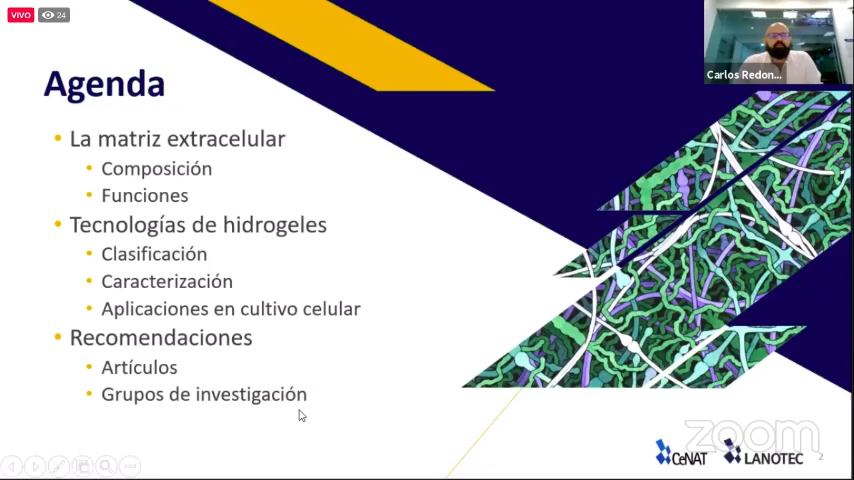 VIVO
24
Carlos Redon...
Agenda
• La matriz extracelular
• Composición
• Funciones
• Tecnologías de hidrogeles
• Clasificación
• Caracterización
• Aplicaciones en cultivo celular
• Recomendaciones
• Artículos
• Grupos de investigación
zoom
CeNAT
LANOTEC
2